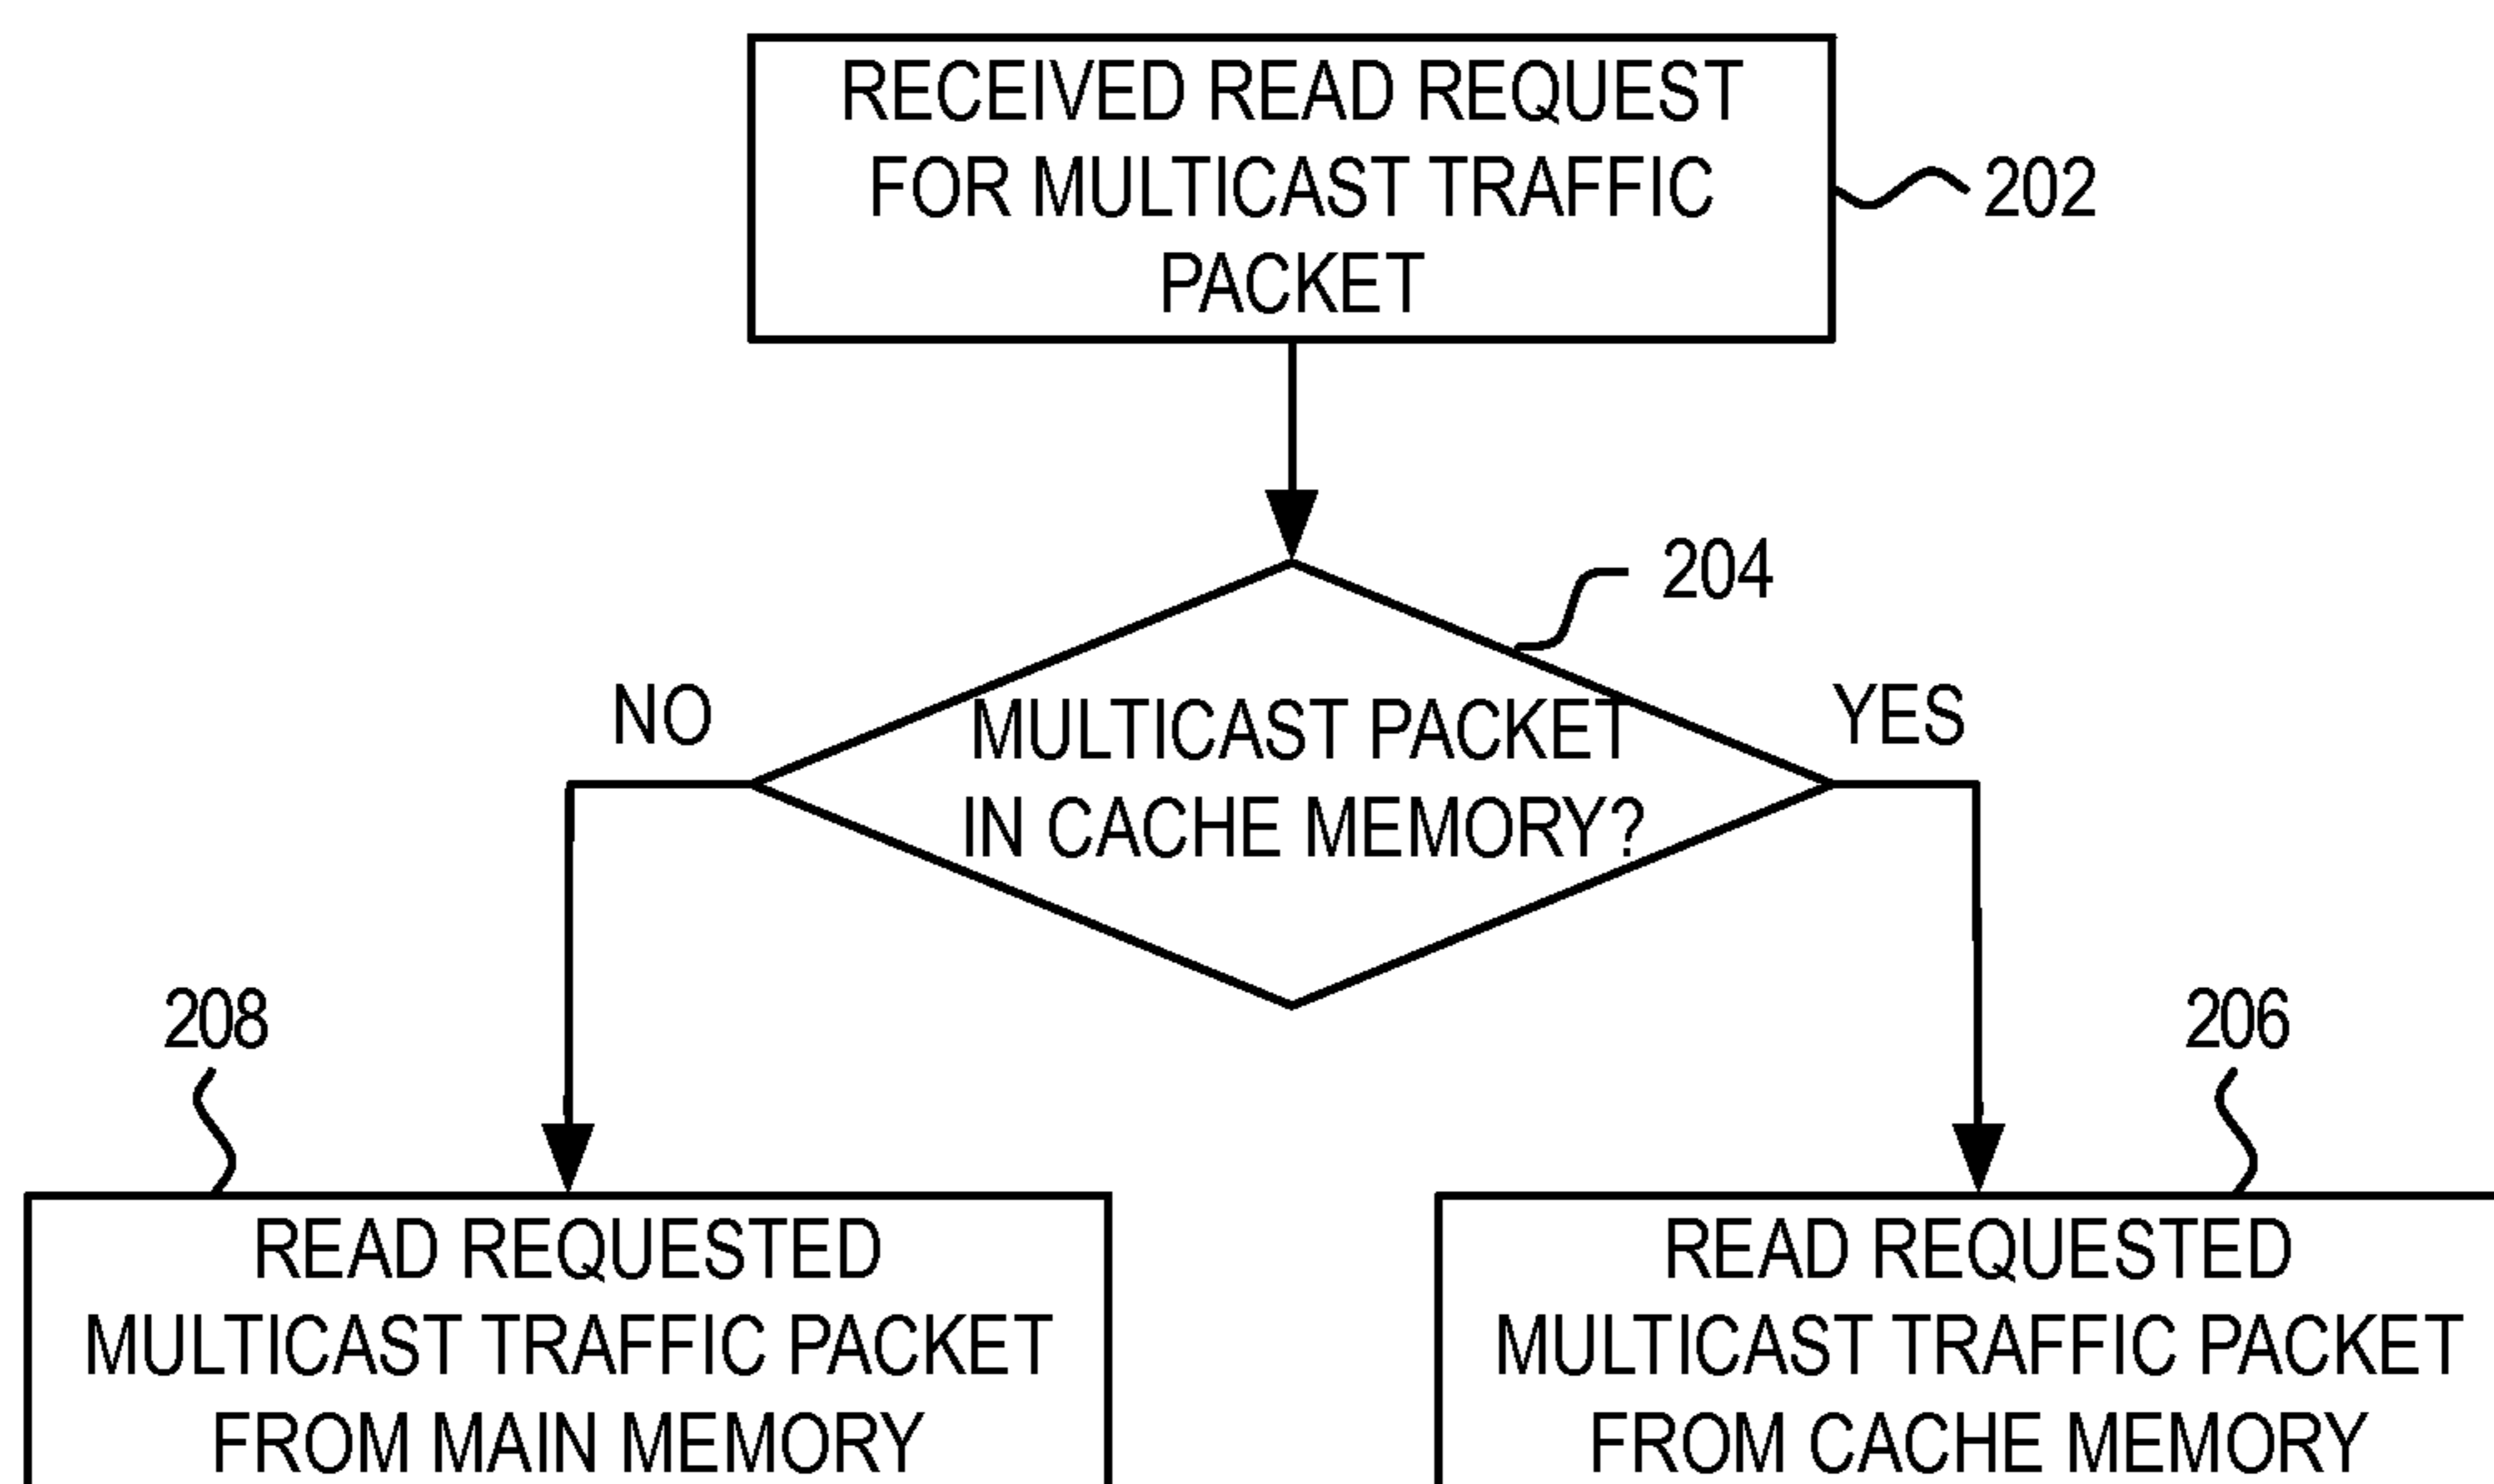 RECEIVED READ REQUEST
FOR MULTICAST TRAFFIC
PACKET
202
204
NO
YES
MULTICAST PACKET
IN CACHE MEMORY?
208
206
READ REQUESTED
MULTICAST TRAFFIC PACKET
FROM MAIN MEMORY
READ REQUESTED
MULTICAST TRAFFIC PACKET
FROM CACHE MEMORY